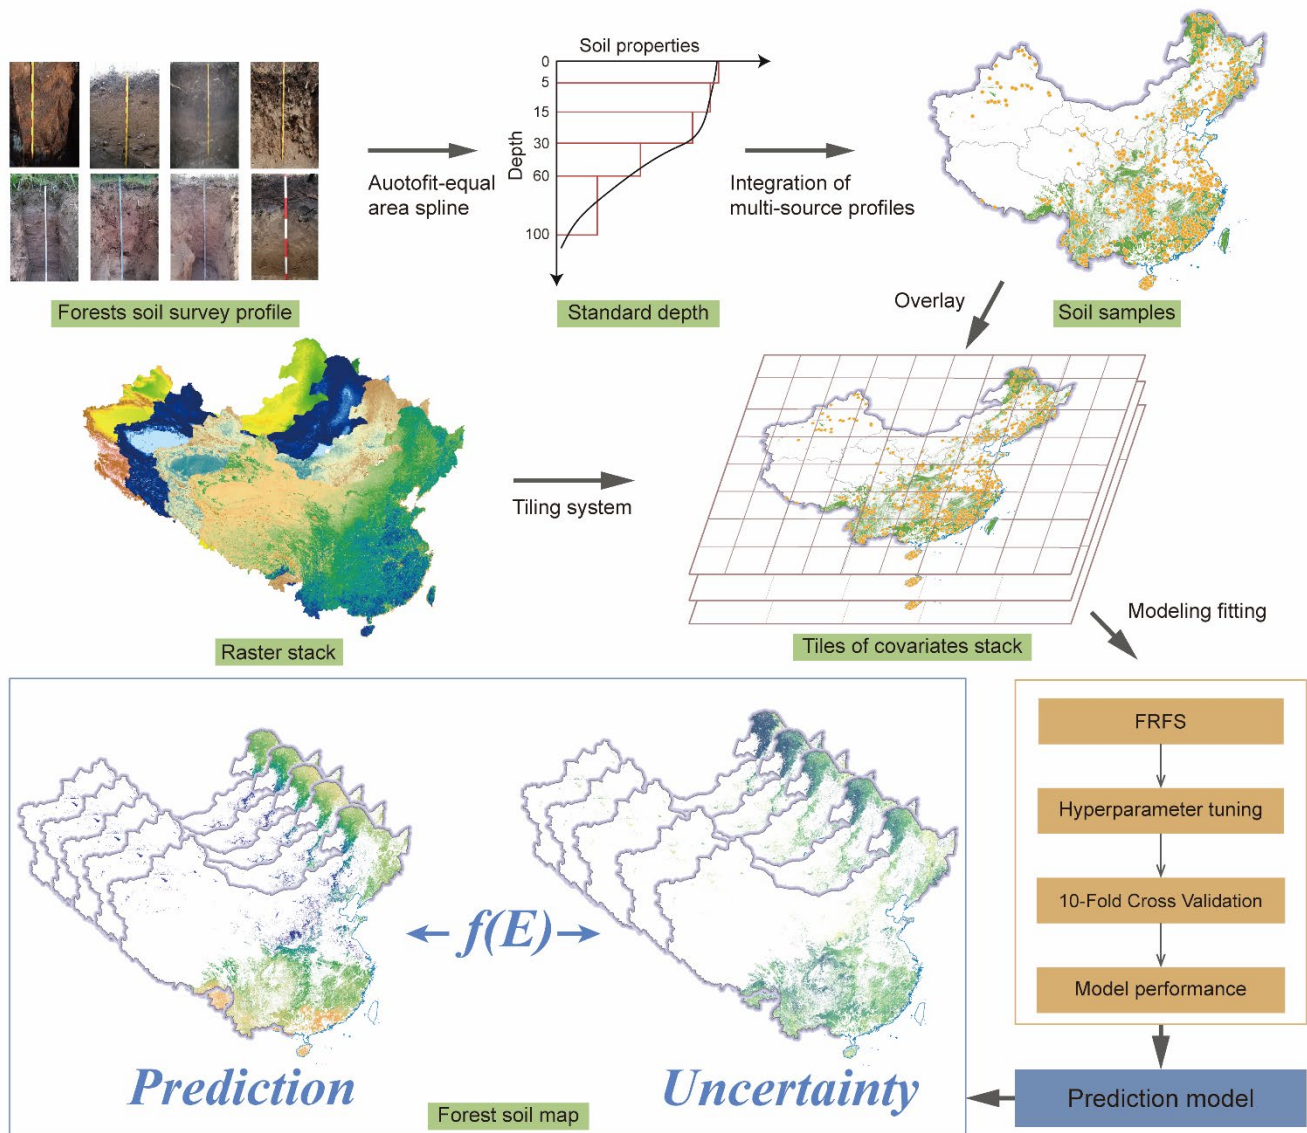 Soil properties
0
5
15
30
60
100
Depth
Auotofit-equal
area spline
Integration of
multi-source profiles
Forests soil survey profile
Standard depth
Soil samples
Overlay
Tiling system
Raster stack
Tiles of covariates stack
Modeling fitting
FRFS
Hyperparameter tuning
10-Fold Cross Validation
Model performance
Prediction model
f(E)
Prediction
Uncertainty
Forest soil map